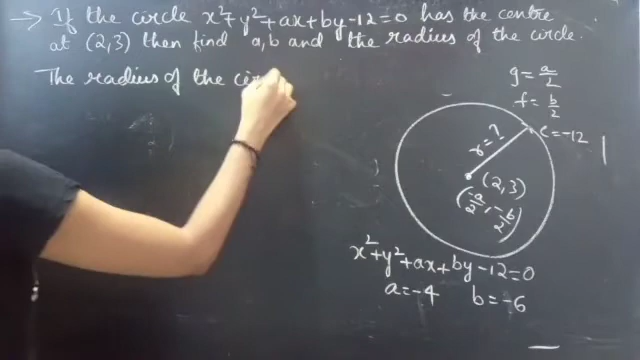 → If the circle x²+y²+ax+by-12=0 has the centre
at (2,3) then find a,b and the radius of the circle.
The radius of the cir
g = a/2
f = b/2
c = -12
r = ?
(2,3)
(-a/2, -b/2)
x²+y²+ax+by-12=0
a=-4 b=-6